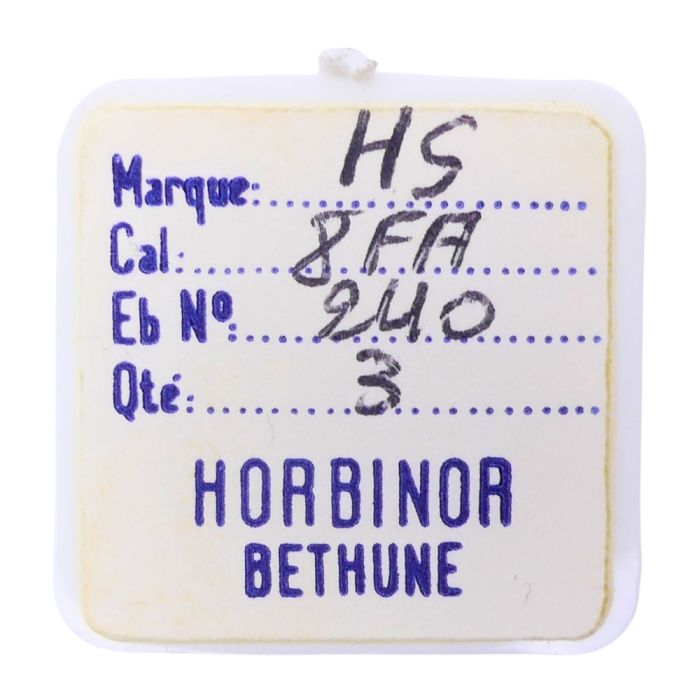 Marque: HS
Cal: 8FA
Eb Nº: 240
Qté: 3
HORBINOR
BETHUNE